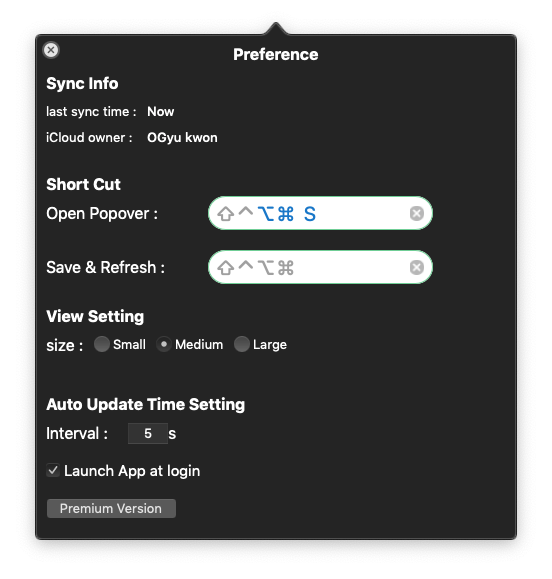 Preference
Sync Info
last sync time : Now
iCloud owner : OGyu kwon
Short Cut
Open Popover : ⇧⌃⌥⌘ S
Save & Refresh : ⇧⌃⌥⌘
View Setting
size : Small Medium Large
Auto Update Time Setting
Interval : 5 s
Launch App at login
Premium Version